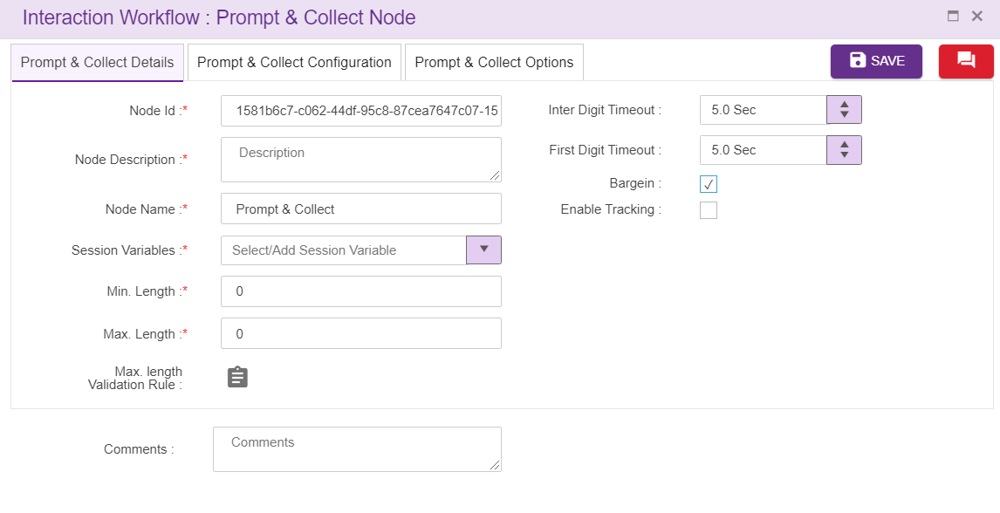 Interaction Workflow : Prompt & Collect Node
Prompt & Collect Details
Prompt & Collect Configuration
Prompt & Collect Options
SAVE
Node Id :*
1581b6c7-c062-44df-95c8-87cea7647c07-15
Node Description :*
Description
Node Name :*
Prompt & Collect
Session Variables :*
Select/Add Session Variable
Min. Length :*
0
Max. Length :*
0
Max. length
Validation Rule :
Inter Digit Timeout :
5.0 Sec
First Digit Timeout :
5.0 Sec
Bargein :
Enable Tracking :
Comments :
Comments